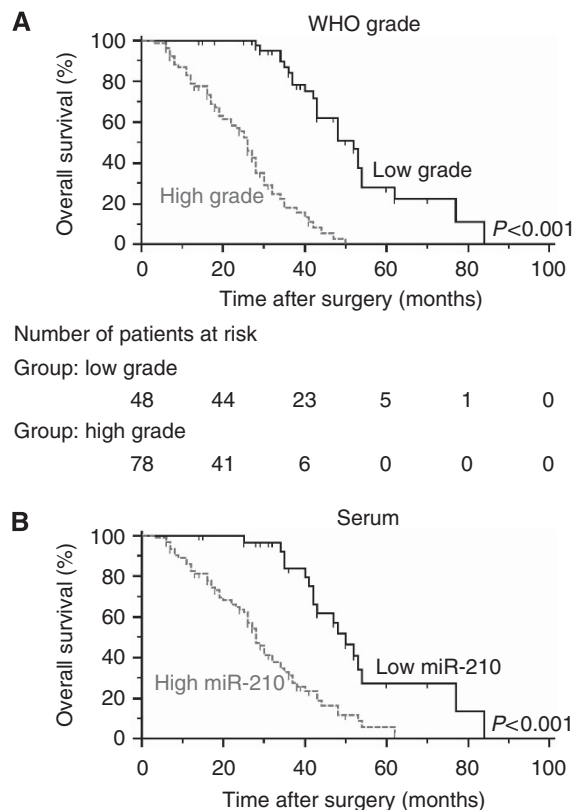 A
WHO grade
Overall survival (%)
100
80
60
40
20
0
Low grade
High grade
P<0.001
0 20 40 60 80 100
Time after surgery (months)
Number of patients at risk
Group: low grade
48 44 23 5 1 0
Group: high grade
78 41 6 0 0 0
B
Serum
Overall survival (%)
100
80
60
40
20
0
Low miR-210
High miR-210
P<0.001
0 20 40 60 80 100
Time after surgery (months)